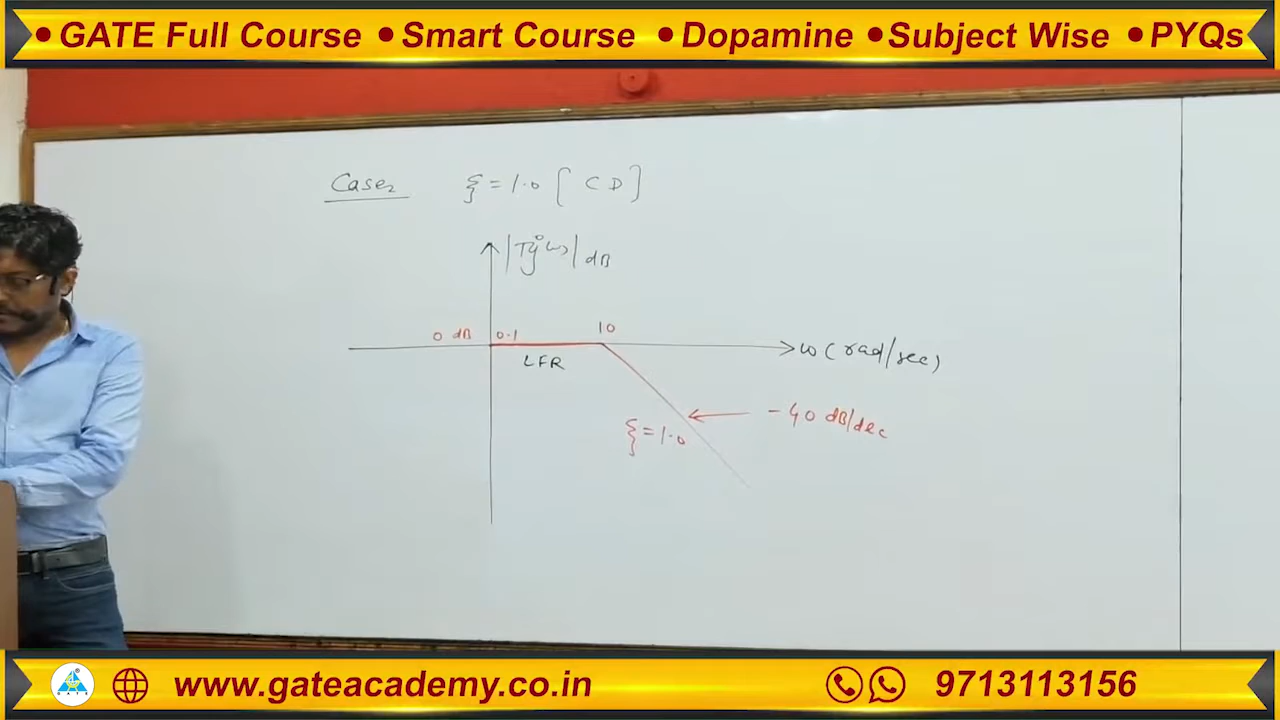 • GATE Full Course • Smart Course • Dopamine • Subject Wise • PYQs
Case2 ξ = 1.0 [ CD ]
|T(jω)| dB
0 dB 0.1 10
LFR
ω (rad/sec)
-40 dB/dec
ξ = 1.0
GATE
www.gateacademy.co.in
9713113156